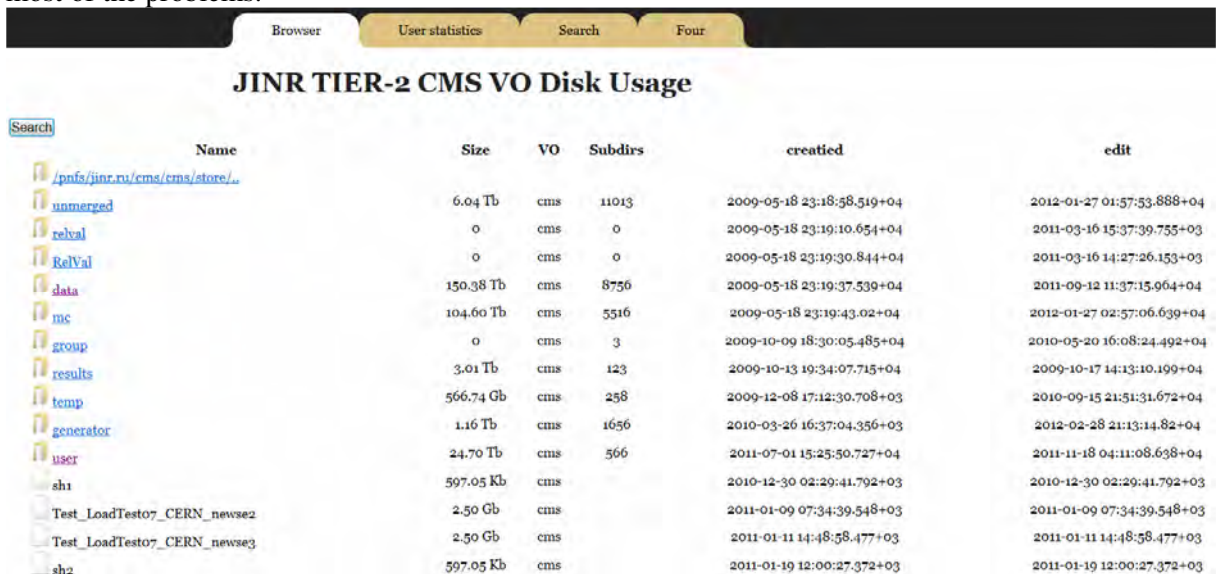 most of the problems.
Browser User statistics Search Four
JINR TIER-2 CMS VO Disk Usage
Search
Name Size VO Subdirs creatied edit
/pnfs/jinr.ru/cms/cms/store/..
unmerged 6.04 Tb cms 11013 2009-05-18 23:18:58.519+04 2012-01-27 01:57:53.888+04
relval 0 cms 0 2009-05-18 23:19:10.654+04 2011-03-16 15:37:39.755+03
RelVal 0 cms 0 2009-05-18 23:19:30.844+04 2011-03-16 14:27:26.153+03
data 150.38 Tb cms 8756 2009-05-18 23:19:37.539+04 2011-09-12 11:37:15.964+04
mc 104.60 Tb cms 5516 2009-05-18 23:19:43.02+04 2012-01-27 02:57:06.639+04
group 0 cms 3 2009-10-09 18:30:05.485+04 2010-05-20 16:08:24.492+04
results 3.01 Tb cms 123 2009-10-13 19:34:07.715+04 2009-10-17 14:13:10.199+04
temp 566.74 Gb cms 258 2009-12-08 17:12:30.708+03 2010-09-15 21:51:31.672+04
generator 1.16 Tb cms 1656 2010-03-26 16:37:04.356+03 2012-02-28 21:13:14.82+04
user 24.70 Tb cms 566 2011-07-01 15:25:50.727+04 2011-11-18 04:11:08.638+04
sh1 597.05 Kb cms 2010-12-30 02:29:41.792+03 2010-12-30 02:29:41.792+03
Test_LoadTest07_CERN_newse2 2.50 Gb cms 2011-01-09 07:34:39.548+03 2011-01-09 07:34:39.548+03
Test_LoadTest07_CERN_newse3 2.50 Gb cms 2011-01-11 14:48:58.477+03 2011-01-11 14:48:58.477+03
sh2 597.05 Kb cms 2011-01-19 12:00:27.372+03 2011-01-19 12:00:27.372+03